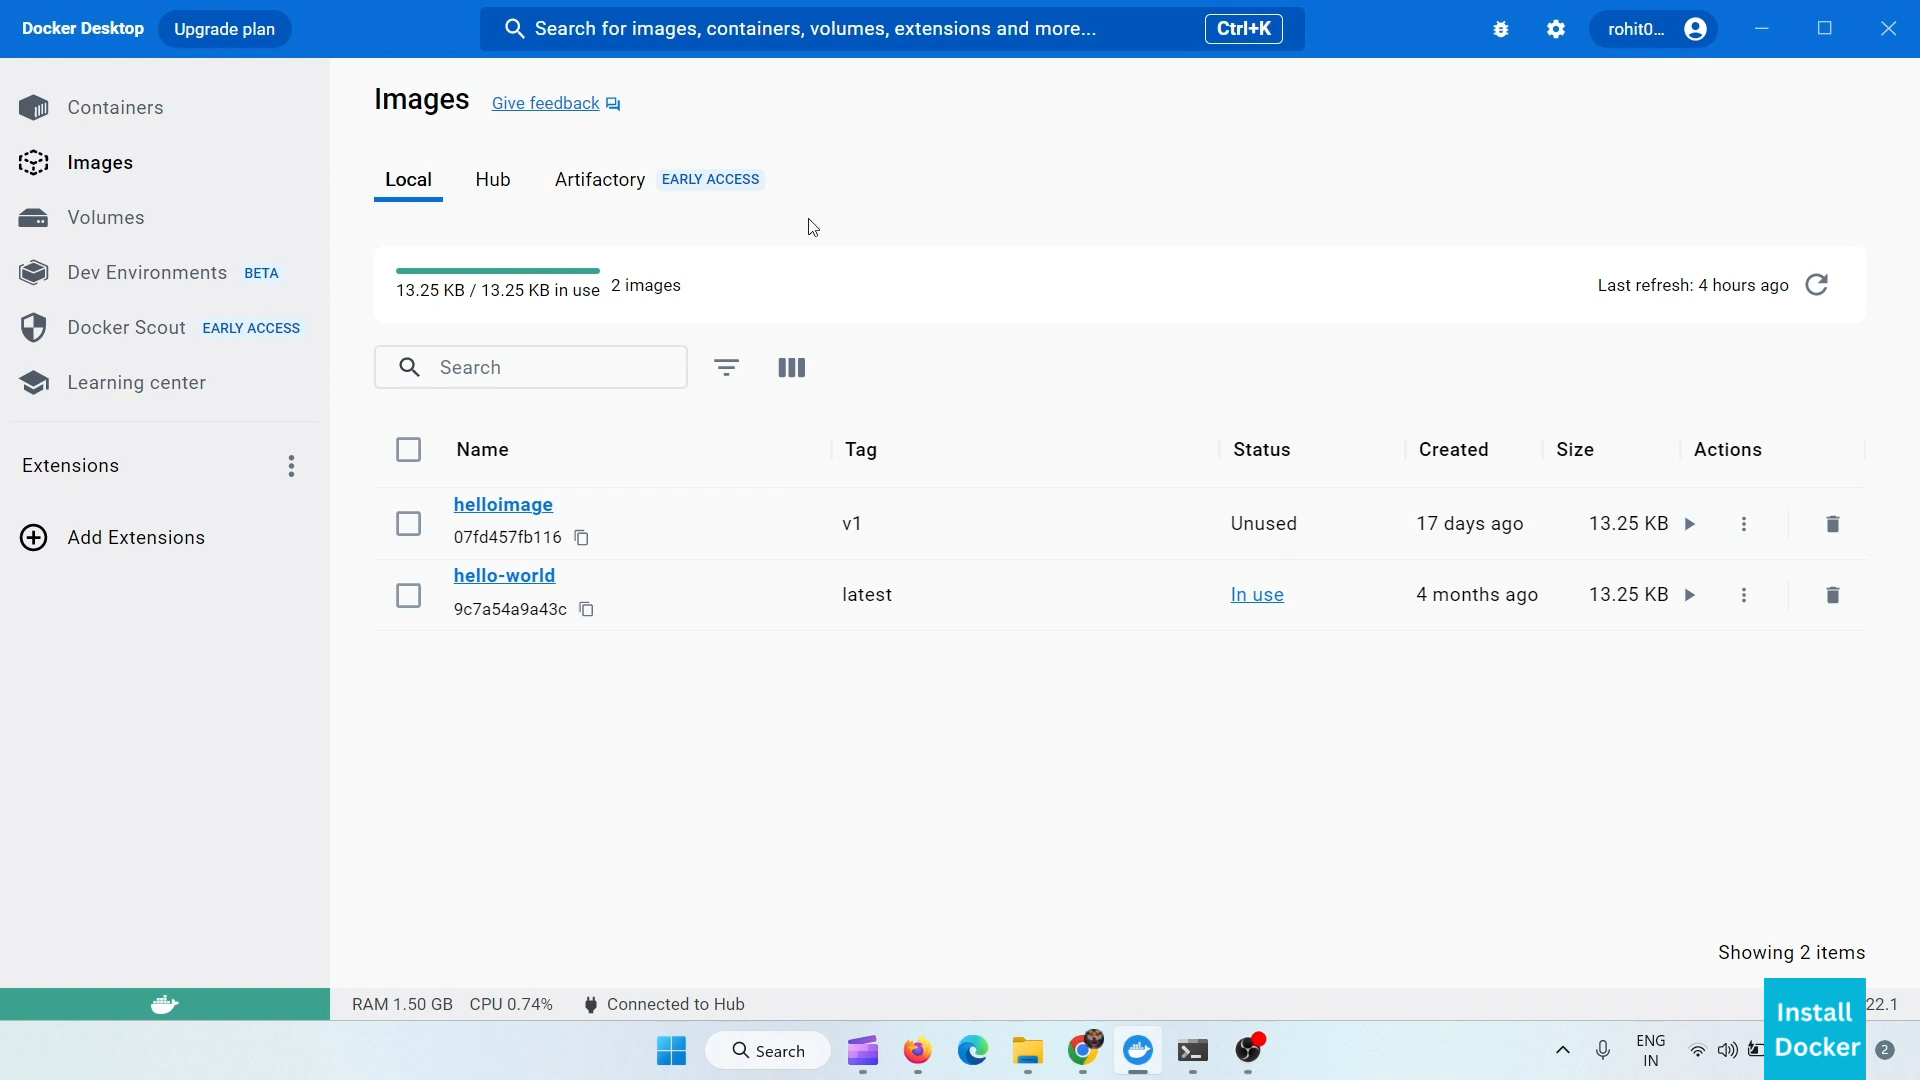 Docker Desktop
Upgrade plan
Search for images, containers, volumes, extensions and more...
Ctrl+K
rohit0...
Containers
Images
Volumes
Dev Environments BETA
Docker Scout EARLY ACCESS
Learning center
Extensions
Add Extensions
Images
Give feedback
Local
Hub
Artifactory EARLY ACCESS
13.25 KB / 13.25 KB in use
2 images
Last refresh: 4 hours ago
Search
Name Tag Status Created Size Actions
helloimage
07fd457fb116
v1 Unused 17 days ago 13.25 KB
hello-world
9c7a54a9a43c
latest In use 4 months ago 13.25 KB
Showing 2 items
RAM 1.50 GB CPU 0.74% Connected to Hub
22.1
Install
Docker
Search
ENG
IN
2